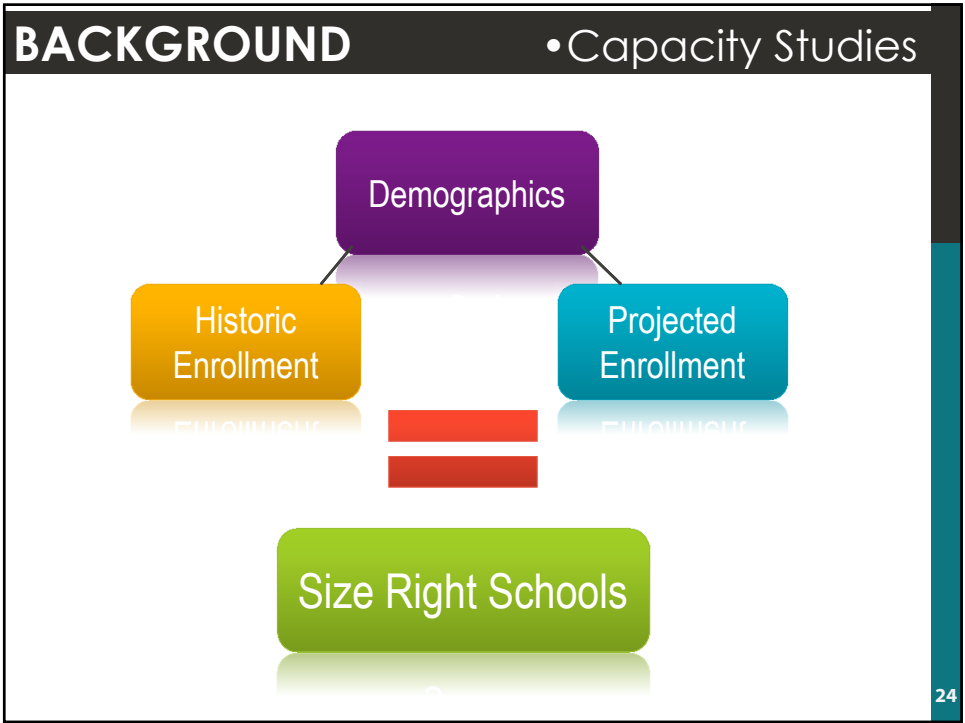 BACKGROUND •Capacity Studies
Demographics
Historic
Enrollment
Projected
Enrollment
Size Right Schools
24